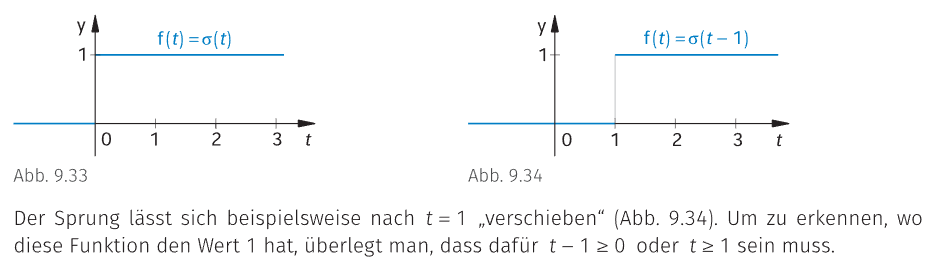 y
f(t) = σ(t)
1
0 1 2 3 t
Abb. 9.33
y
f(t) = σ(t − 1)
1
0 1 2 3 t
Abb. 9.34
Der Sprung lässt sich beispielsweise nach t = 1 „verschieben“ (Abb. 9.34). Um zu erkennen, wo
diese Funktion den Wert 1 hat, überlegt man, dass dafür t − 1 ≥ 0 oder t ≥ 1 sein muss.